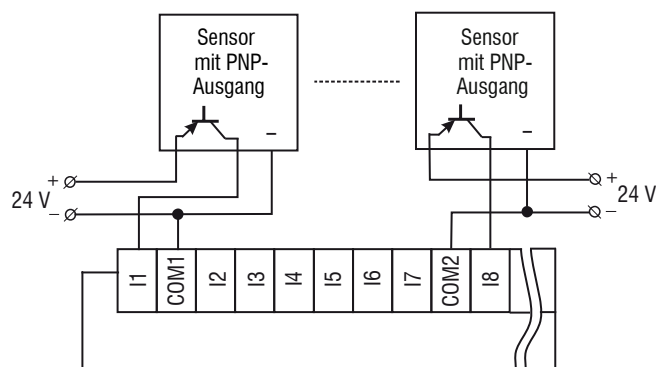 Sensor
mit PNP-
Ausgang
–
Sensor
mit PNP-
Ausgang
–
+
24 V
–
+
24 V
–
I1
COM1
I2
I3
I4
I5
I6
I7
COM2
I8